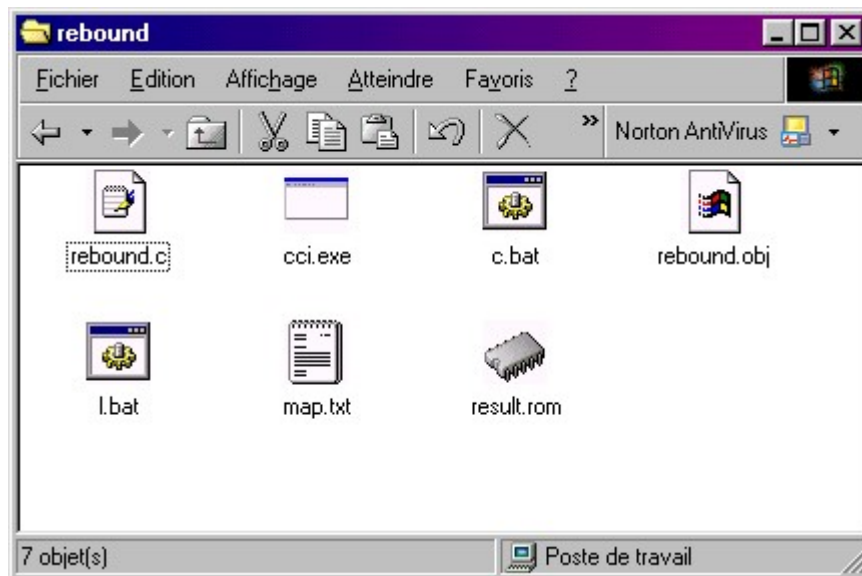 rebound
Fichier Edition Affichage Atteindre Favoris ?
» Norton AntiVirus
rebound.c cci.exe c.bat rebound.obj
l.bat map.txt result.rom
7 objet(s) Poste de travail